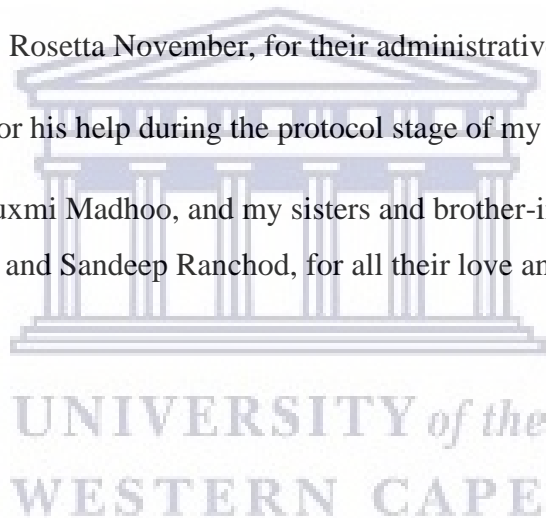 Rosetta November, for their administrativ
or his help during the protocol stage of my
uxmi Madhoo, and my sisters and brother-i
and Sandeep Ranchod, for all their love an
UNIVERSITY of the
WESTERN CAPE